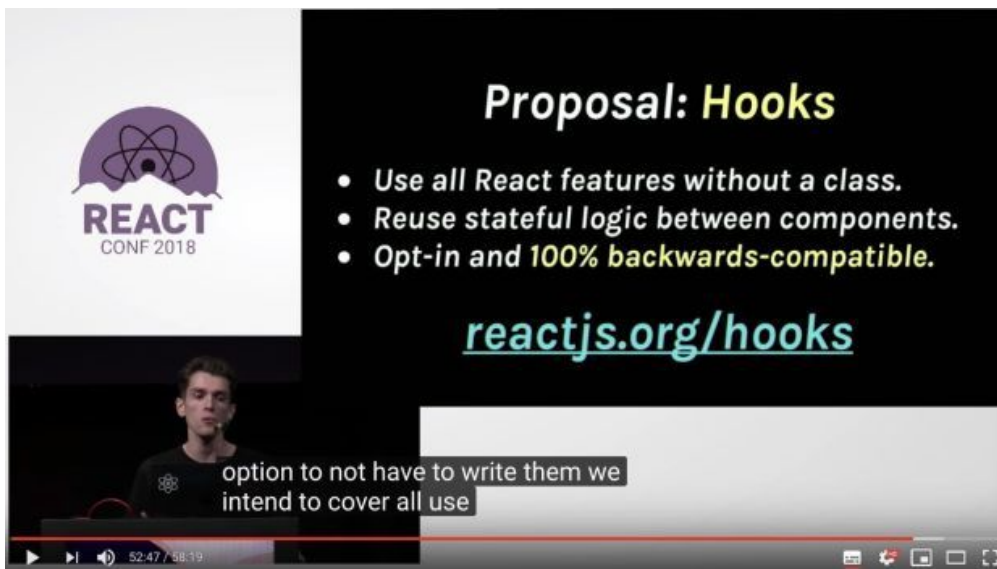 Proposal: Hooks
• Use all React features without a class.
• Reuse stateful logic between components.
• Opt-in and 100% backwards-compatible.
reactjs.org/hooks
REACT
CONF 2018
option to not have to write them we
intend to cover all use
52:47 / 58:19